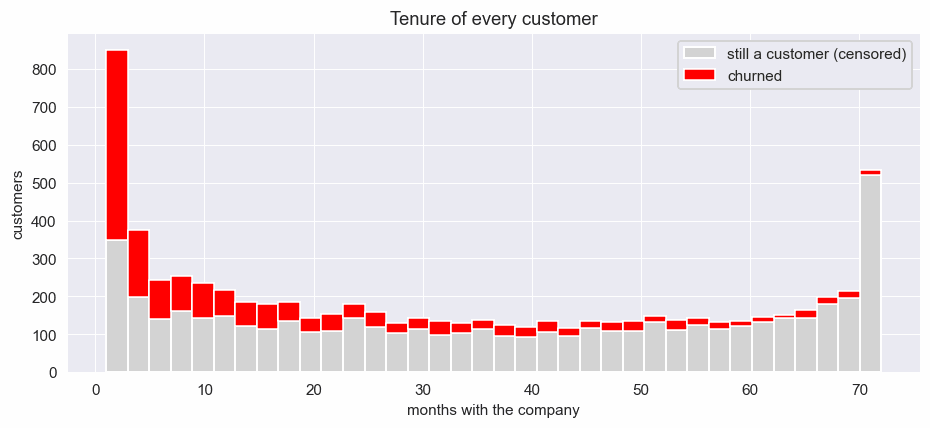 Tenure of every customer
still a customer (censored)
churned
customers
800
700
600
500
400
300
200
100
0
0 10 20 30 40 50 60 70
months with the company